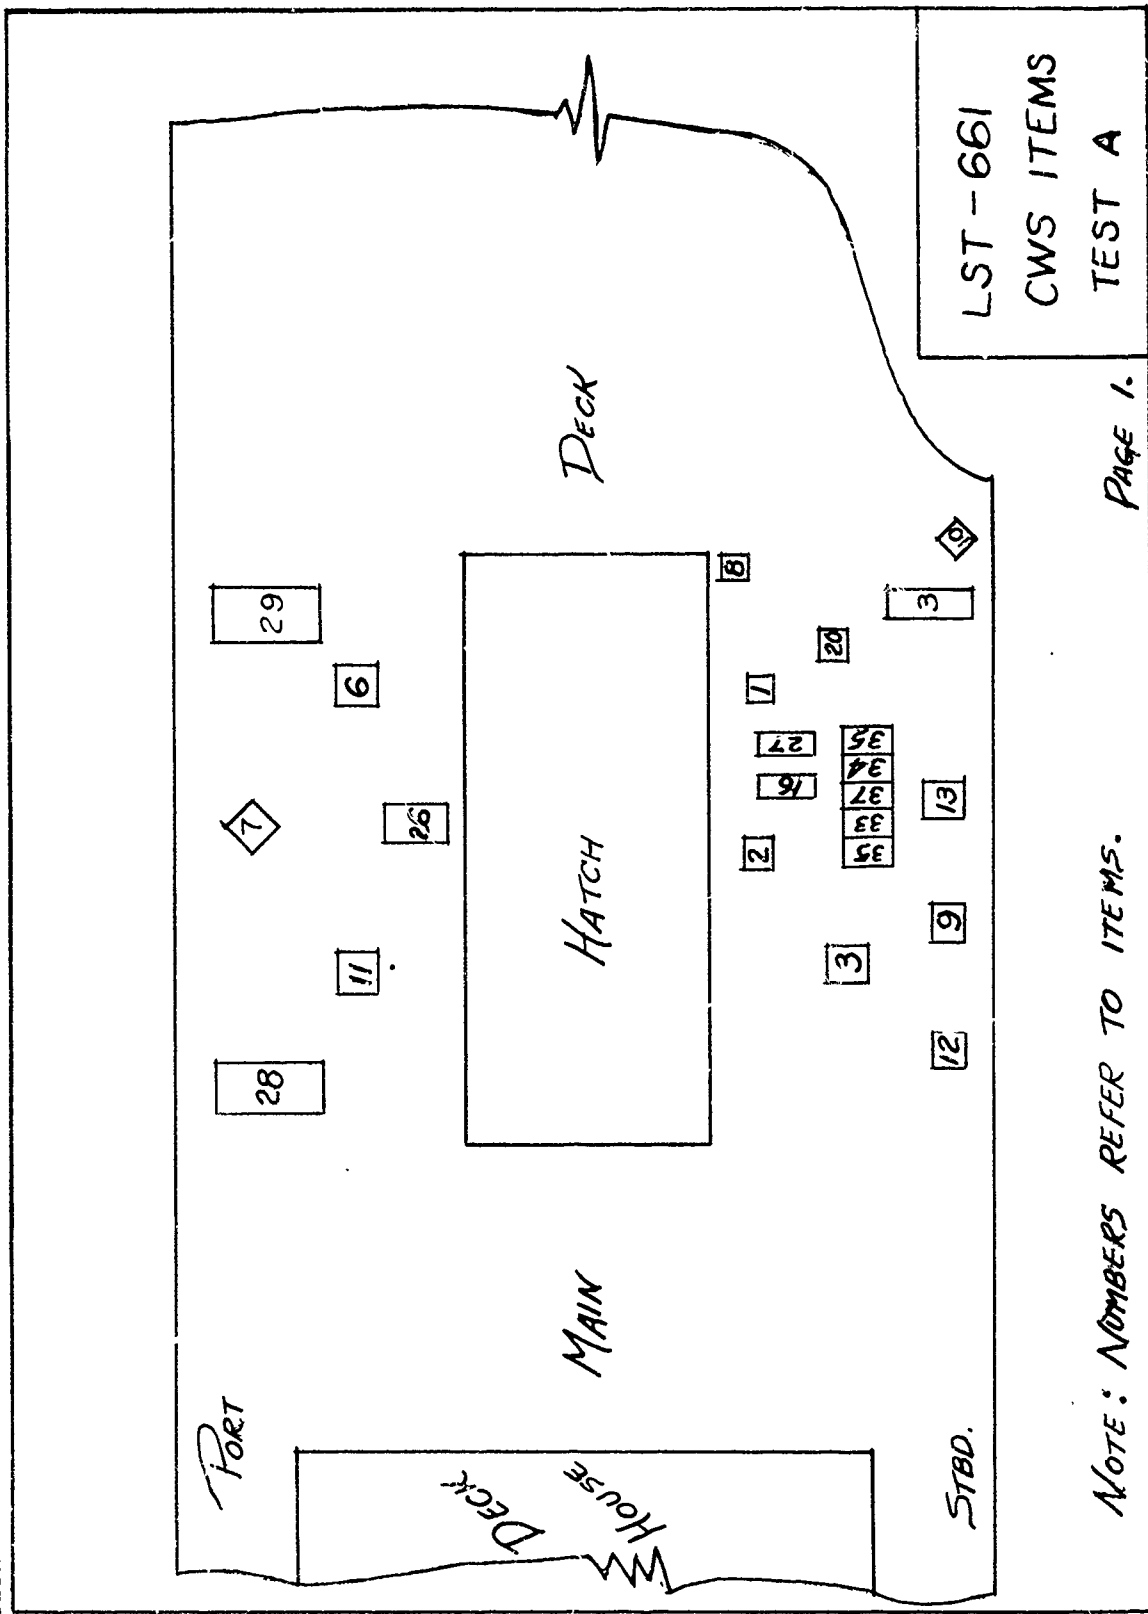 PORT
28
11
7
6
29
26
DECK
HOUSE
MAIN
HATCH
DECK
2
16
27
1
8
3
35
33
37
34
35
20
12
9
13
3
STBD.
PAGE 1.
NOTE: NUMBERS REFER TO ITEMS.
LST-661
CWS ITEMS
TEST A